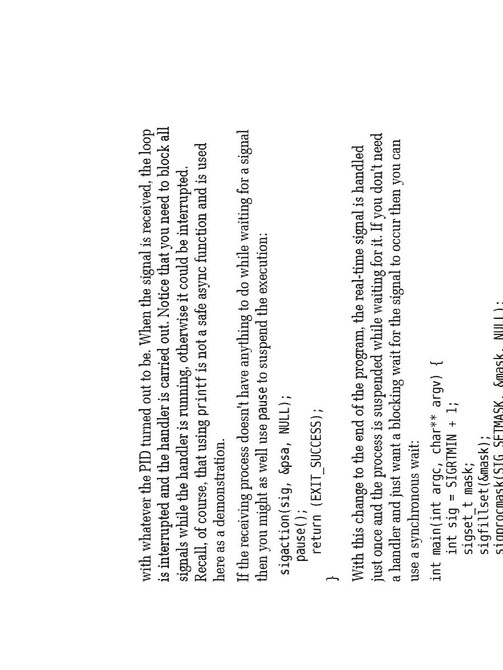 with whatever the PID turned out to be. When the signal is received, the loop
is interrupted and the handler is carried out. Notice that you need to block all
signals while the handler is running, otherwise it could be interrupted.
Recall, of course, that using printf is not a safe async function and is used
here as a demonstration.
If the receiving process doesn't have anything to do while waiting for a signal
then you might as well use pause to suspend the execution:
sigaction(sig, &psa, NULL);
pause();
return (EXIT_SUCCESS);
}
With this change to the end of the program, the real-time signal is handled
just once and the process is suspended while waiting for it. If you don't need
a handler and just want a blocking wait for the signal to occur then you can
use a synchronous wait:
int main(int argc, char** argv) {
int sig = SIGRTMIN + 1;
sigset_t mask;
sigfillset(&mask);
sigprocmask(SIG_SETMASK, &mask, NULL);